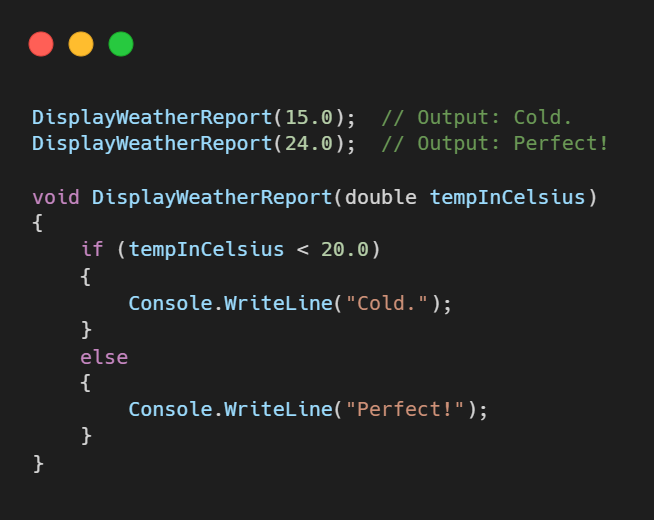 DisplayWeatherReport(15.0);  // Output: Cold.
DisplayWeatherReport(24.0);  // Output: Perfect!

void DisplayWeatherReport(double tempInCelsius)
{
    if (tempInCelsius < 20.0)
    {
        Console.WriteLine("Cold.");
    }
    else
    {
        Console.WriteLine("Perfect!");
    }
}